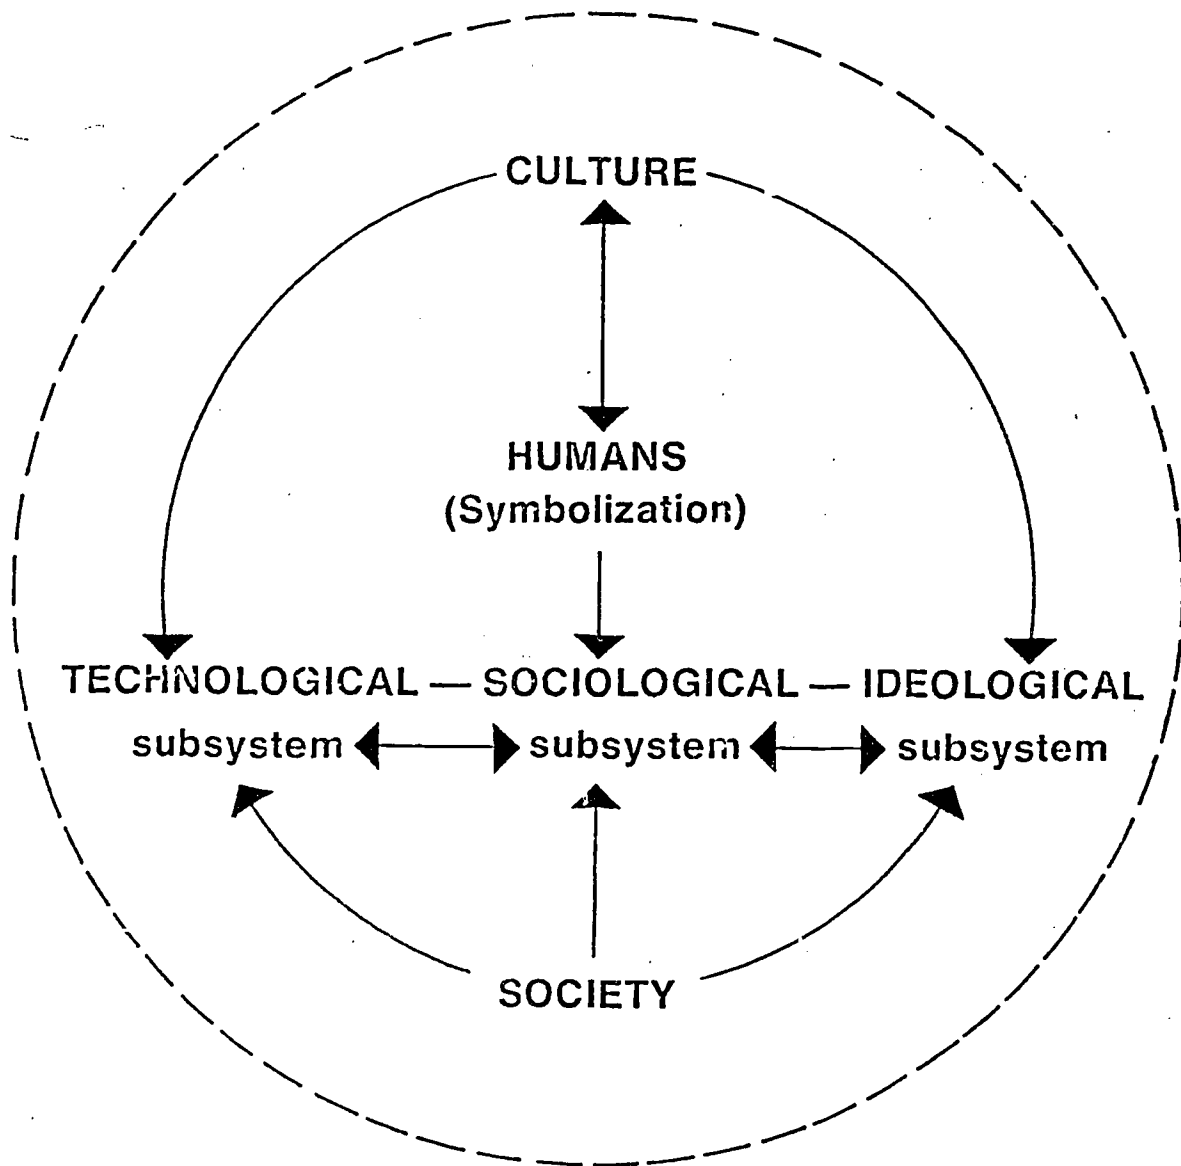 CULTURE
HUMANS
(Symbolization)
TECHNOLOGICAL — SOCIOLOGICAL — IDEOLOGICAL
subsystem subsystem subsystem
SOCIETY